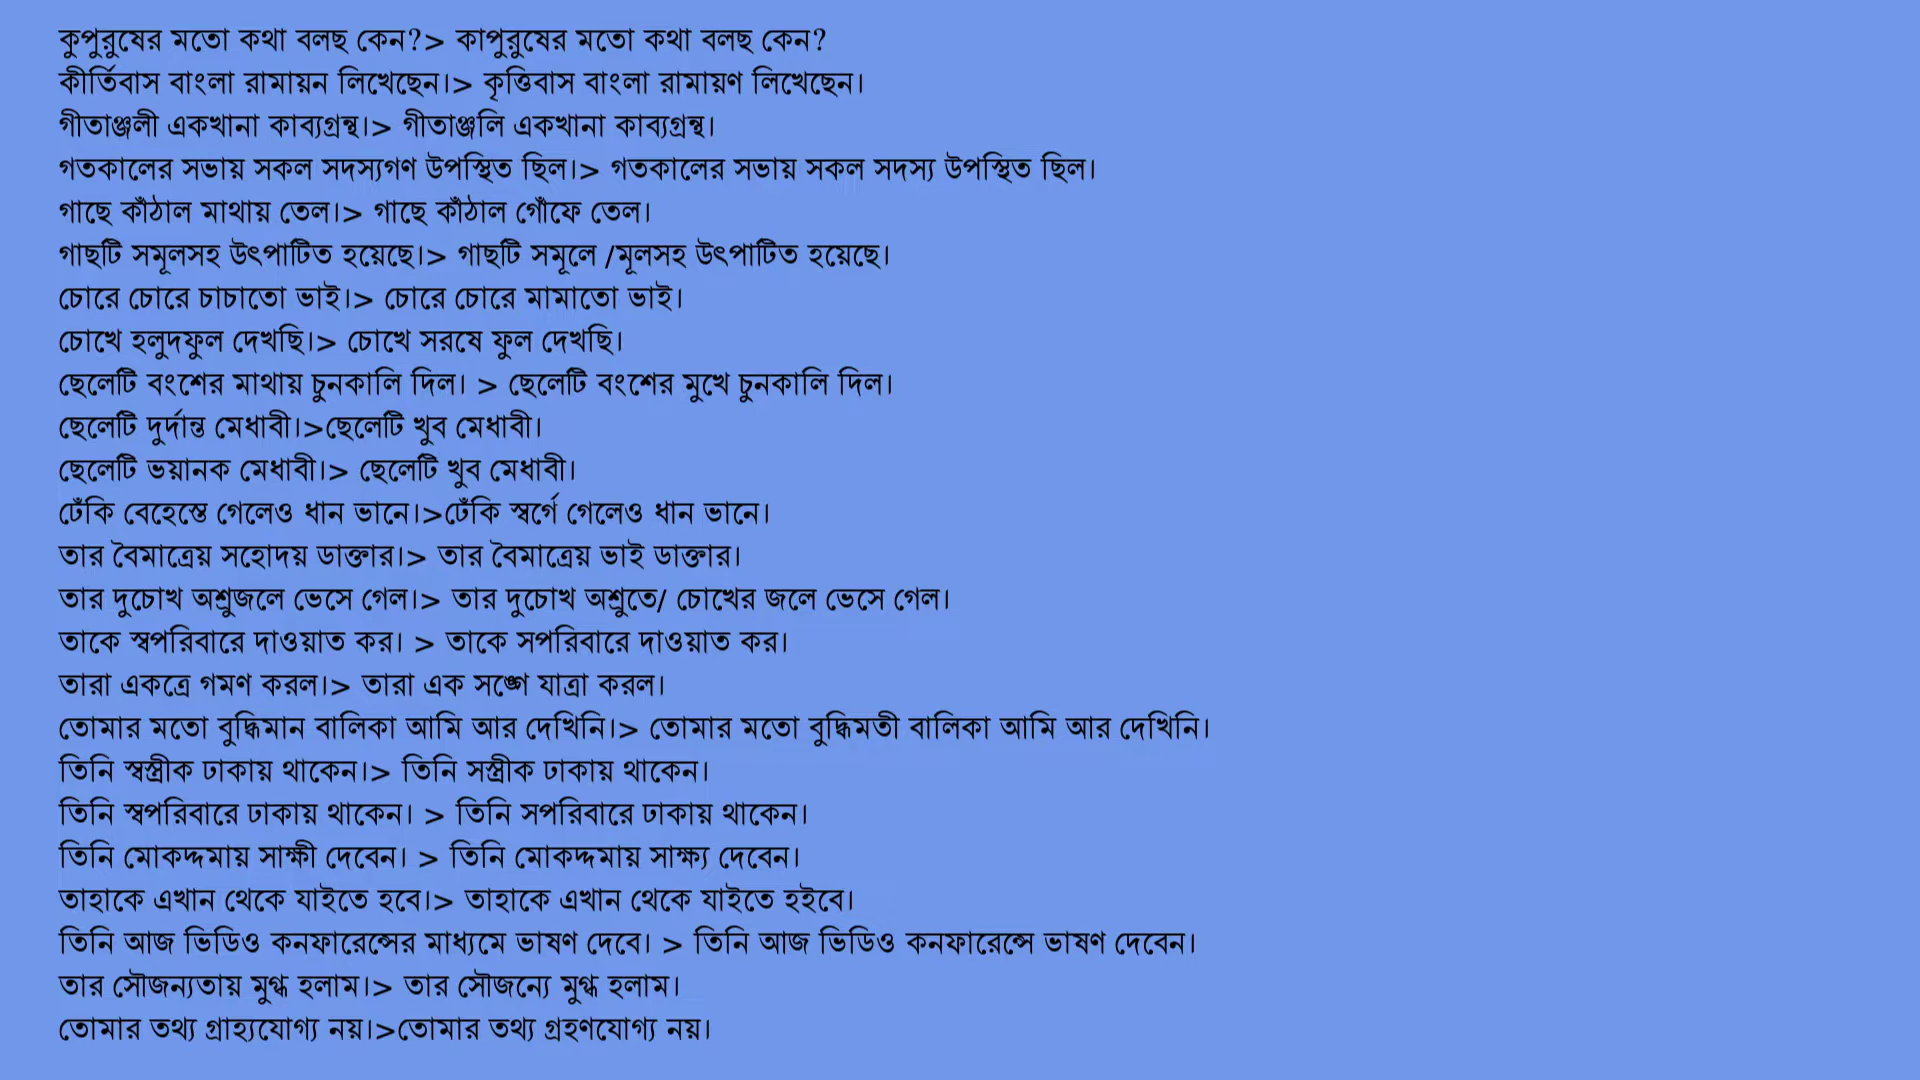 কুপুরুষের মতো কথা বলছ কেন?> কাপুরুষের মতো কথা বলছ কেন?
কীর্তিবাস বাংলা রামায়ন লিখেছেন।> কৃত্তিবাস বাংলা রামায়ণ লিখেছেন।
গীতাঞ্জলী একখানা কাব্যগ্রন্থ।> গীতাঞ্জলি একখানা কাব্যগ্রন্থ।
গতকালের সভায় সকল সদস্যগণ উপস্থিত ছিল।> গতকালের সভায় সকল সদস্য উপস্থিত ছিল।
গাছে কাঁঠাল মাথায় তেল।> গাছে কাঁঠাল গোঁফে তেল।
গাছটি সমূলসহ উৎপাটিত হয়েছে।> গাছটি সমূলে /মূলসহ উৎপাটিত হয়েছে।
চোরে চোরে চাচাতো ভাই।> চোরে চোরে মামাতো ভাই।
চোখে হলুদফুল দেখছি।> চোখে সরষে ফুল দেখছি।
ছেলেটি বংশের মাথায় চুনকালি দিল। > ছেলেটি বংশের মুখে চুনকালি দিল।
ছেলেটি দুর্দান্ত মেধাবী।>ছেলেটি খুব মেধাবী।
ছেলেটি ভয়ানক মেধাবী।> ছেলেটি খুব মেধাবী।
ঢেঁকি বেহেস্তে গেলেও ধান ভানে।>ঢেঁকি স্বর্গে গেলেও ধান ভানে।
তার বৈমাত্রেয় সহোদয় ডাক্তার।> তার বৈমাত্রেয় ভাই ডাক্তার।
তার দুচোখ অশ্রুজলে ভেসে গেল।> তার দুচোখ অশ্রুতে/ চোখের জলে ভেসে গেল।
তাকে স্বপরিবারে দাওয়াত কর। > তাকে সপরিবারে দাওয়াত কর।
তারা একত্রে গমণ করল।> তারা এক সঙ্গে যাত্রা করল।
তোমার মতো বুদ্ধিমান বালিকা আমি আর দেখিনি।> তোমার মতো বুদ্ধিমতী বালিকা আমি আর দেখিনি।
তিনি স্বস্ত্রীক ঢাকায় থাকেন।> তিনি সস্ত্রীক ঢাকায় থাকেন।
তিনি স্বপরিবারে ঢাকায় থাকেন। > তিনি সপরিবারে ঢাকায় থাকেন।
তিনি মোকদ্দমায় সাক্ষী দেবেন। > তিনি মোকদ্দমায় সাক্ষ্য দেবেন।
তাহাকে এখান থেকে যাইতে হবে।> তাহাকে এখান থেকে যাইতে হইবে।
তিনি আজ ভিডিও কনফারেন্সের মাধ্যমে ভাষণ দেবে। > তিনি আজ ভিডিও কনফারেন্সে ভাষণ দেবেন।
তার সৌজন্যতায় মুগ্ধ হলাম।> তার সৌজন্যে মুগ্ধ হলাম।
তোমার তথ্য গ্রাহ্যযোগ্য নয়।>তোমার তথ্য গ্রহণযোগ্য নয়।